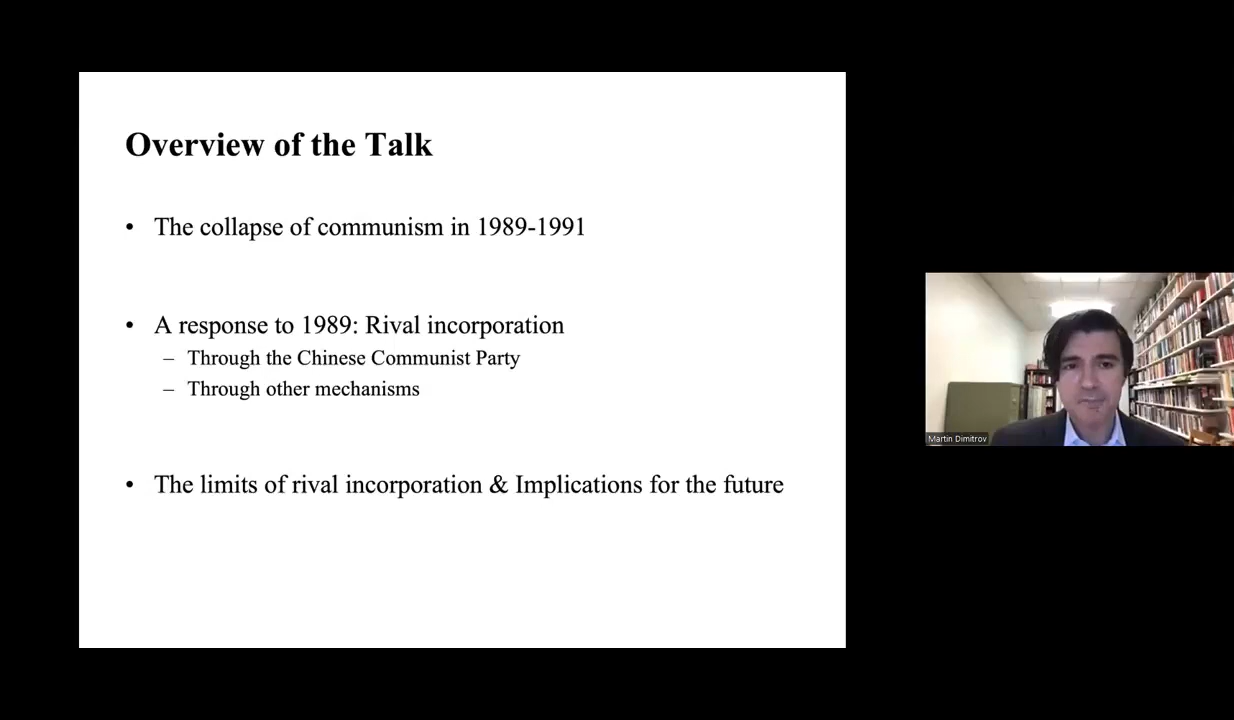 Overview of the Talk
• The collapse of communism in 1989-1991
• A response to 1989: Rival incorporation
– Through the Chinese Communist Party
– Through other mechanisms
• The limits of rival incorporation & Implications for the future
Martin Dimitrov